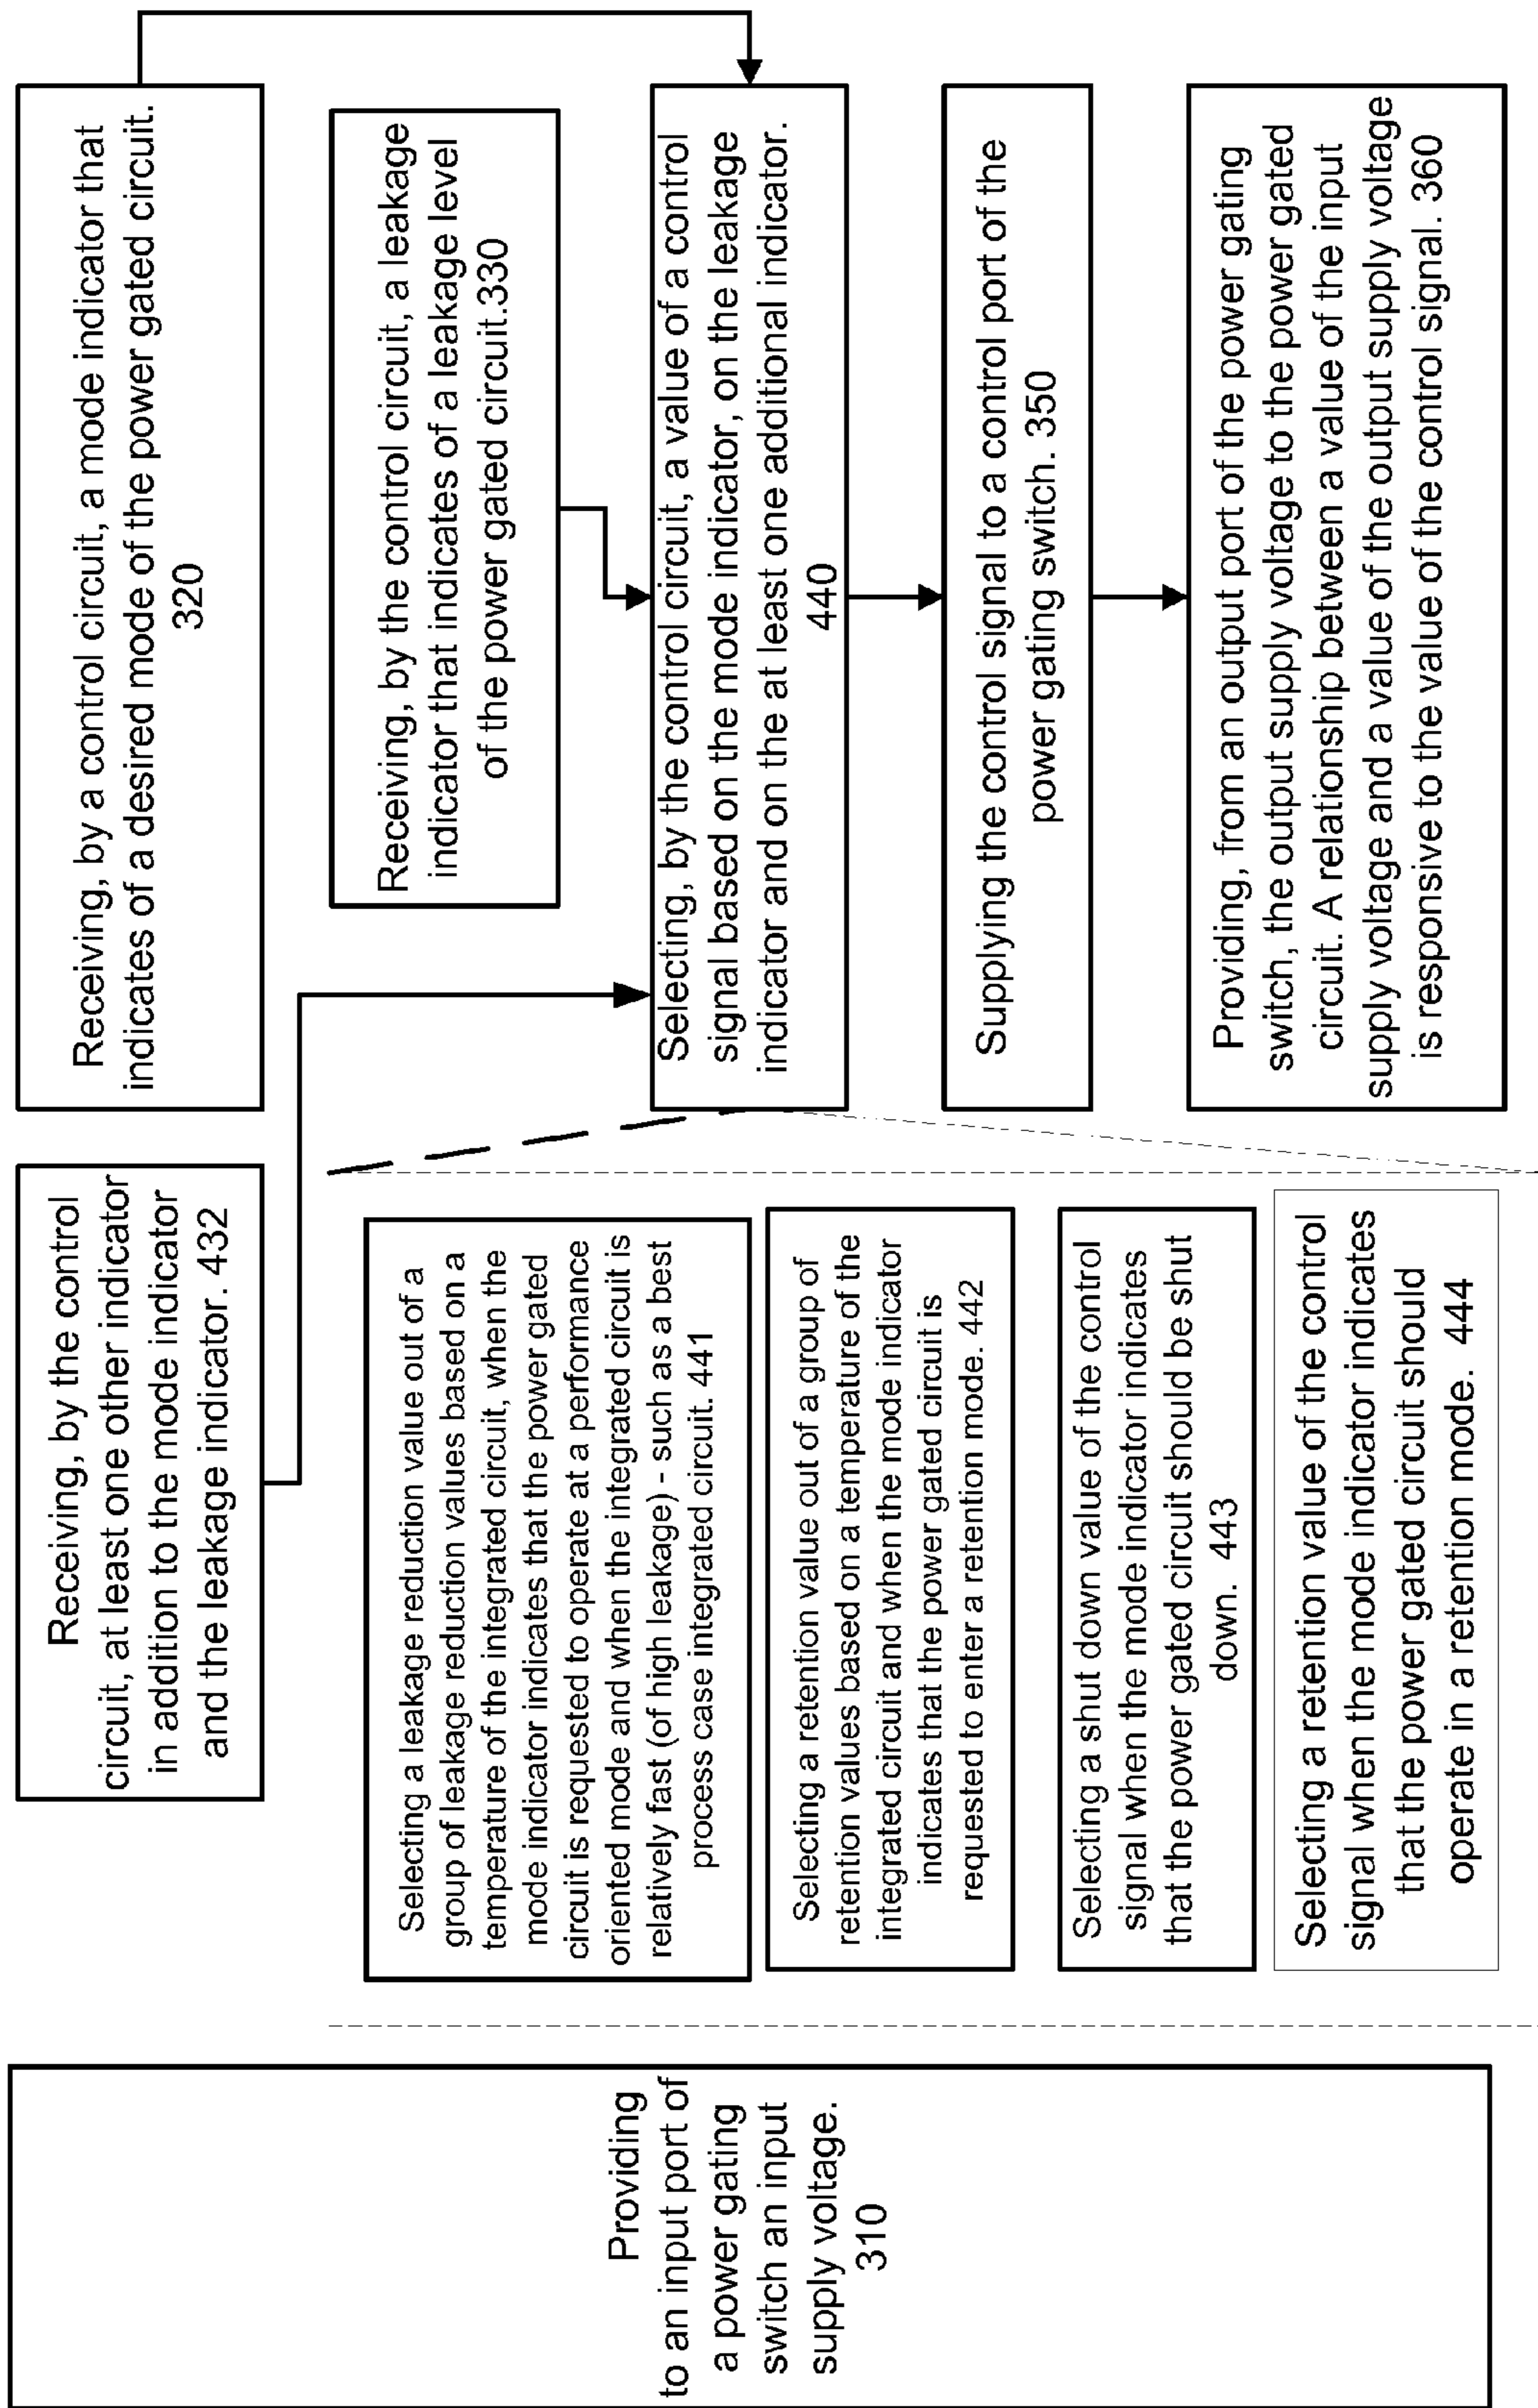 Providing
to an input port of
a power gating
switch an input
supply voltage.
310
Receiving, by the control
circuit, at least one other indicator
in addition to the mode indicator
and the leakage indicator. 432
Receiving, by a control circuit, a mode indicator that
indicates of a desired mode of the power gated circuit.
320
Receiving, by the control circuit, a leakage
indicator that indicates of a leakage level
of the power gated circuit.330
Selecting, by the control circuit, a value of a control
signal based on the mode indicator, on the leakage
indicator and on the at least one additional indicator.
440
Selecting a leakage reduction value out of a
group of leakage reduction values based on a
temperature of the integrated circuit, when the
mode indicator indicates that the power gated
circuit is requested to operate at a performance
oriented mode and when the integrated circuit is
relatively fast (of high leakage) - such as a best
process case integrated circuit. 441
Selecting a retention value out of a group of
retention values based on a temperature of the
integrated circuit and when the mode indicator
indicates that the power gated circuit is
requested to enter a retention mode. 442
Selecting a shut down value of the control
signal when the mode indicator indicates
that the power gated circuit should be shut
down. 443
Selecting a retention value of the control
signal when the mode indicator indicates
that the power gated circuit should
operate in a retention mode. 444
Supplying the control signal to a control port of the
power gating switch. 350
Providing, from an output port of the power gating
switch, the output supply voltage to the power gated
circuit. A relationship between a value of the input
supply voltage and a value of the output supply voltage
is responsive to the value of the control signal. 360